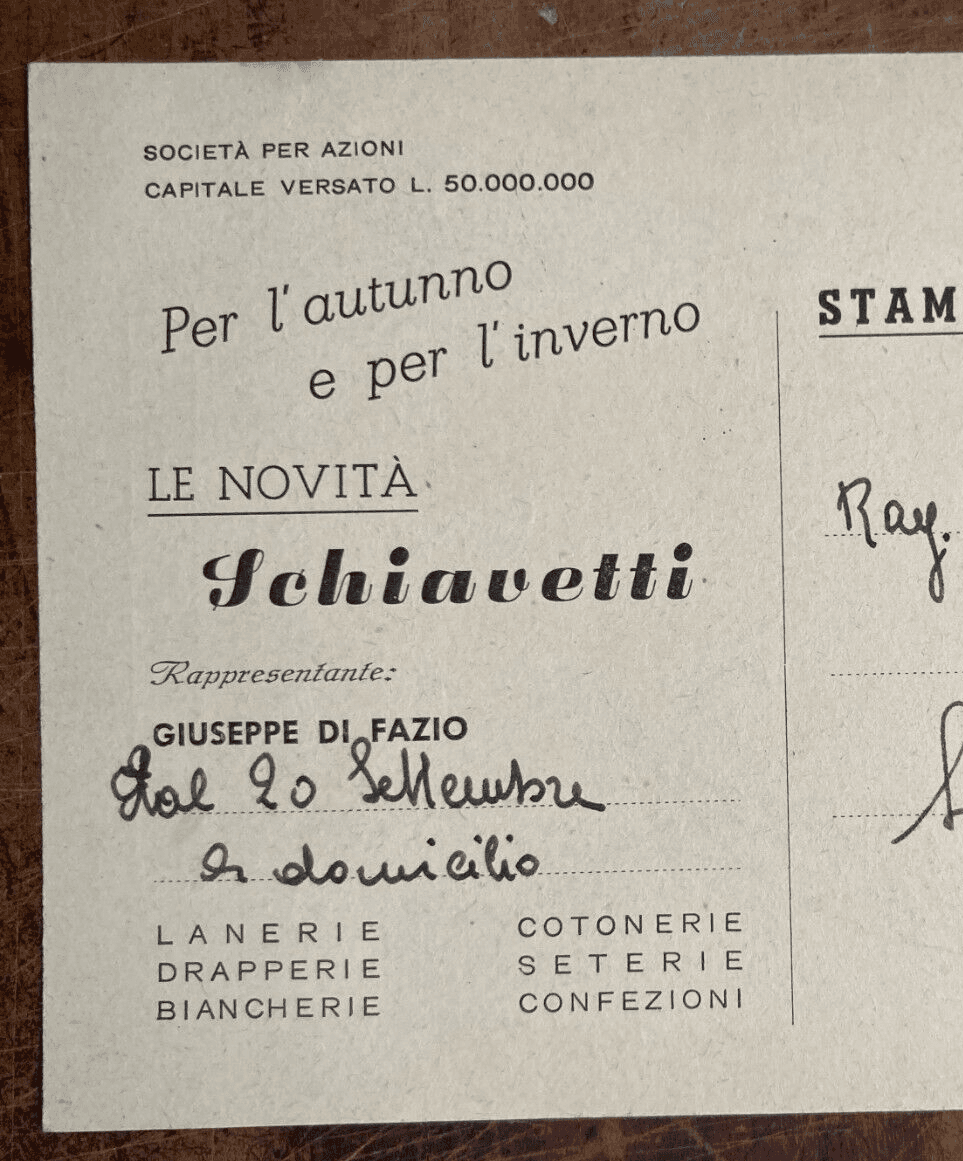 SOCIETÀ PER AZIONI
CAPITALE VERSATO L. 50.000.000
Per l'autunno
e per l'inverno
LE NOVITÀ
Schiavetti
Rappresentante:
GIUSEPPE DI FAZIO
Dal 20 Settembre
a domicilio
LANERIE
DRAPPERIE
BIANCHERIE
COTONERIE
SETERIE
CONFEZIONI
STAM
Rag.